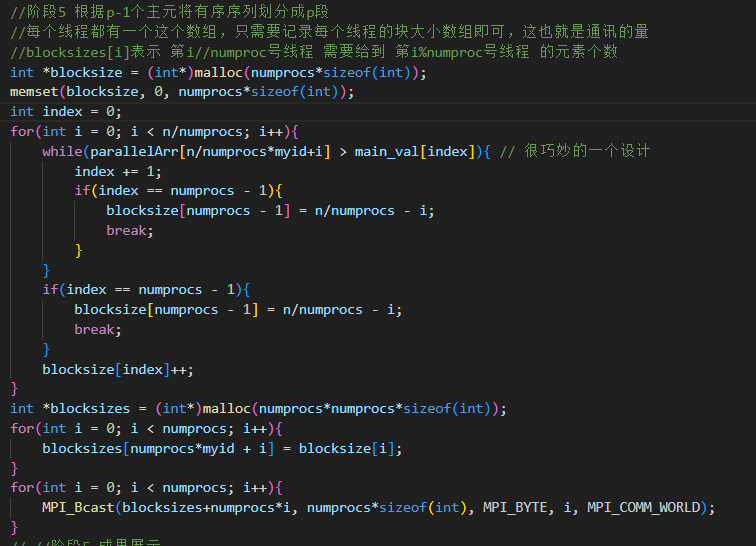 //阶段5 根据p-1个主元将有序序列划分成p段
//每个线程都有一个这个数组，只需要记录每个线程的块大小数组即可，这也就是通讯的量
//blocksizes[i]表示 第i//numproc号线程 需要给到 第i%numproc号线程 的元素个数
int *blocksize = (int*)malloc(numprocs*sizeof(int));
memset(blocksize, 0, numprocs*sizeof(int));
int index = 0;
for(int i = 0; i < n/numprocs; i++){
    while(parallelArr[n/numprocs*myid+i] > main_val[index]){ // 很巧妙的一个设计
        index += 1;
        if(index == numprocs - 1){
            blocksize[numprocs - 1] = n/numprocs - i;
            break;
        }
    }
    if(index == numprocs - 1){
        blocksize[numprocs - 1] = n/numprocs - i;
        break;
    }
    blocksize[index]++;
}
int *blocksizes = (int*)malloc(numprocs*numprocs*sizeof(int));
for(int i = 0; i < numprocs; i++){
    blocksizes[numprocs*myid + i] = blocksize[i];
}
for(int i = 0; i < numprocs; i++){
    MPI_Bcast(blocksizes+numprocs*i, numprocs*sizeof(int), MPI_BYTE, i, MPI_COMM_WORLD);
}
// //阶段5 成果展示